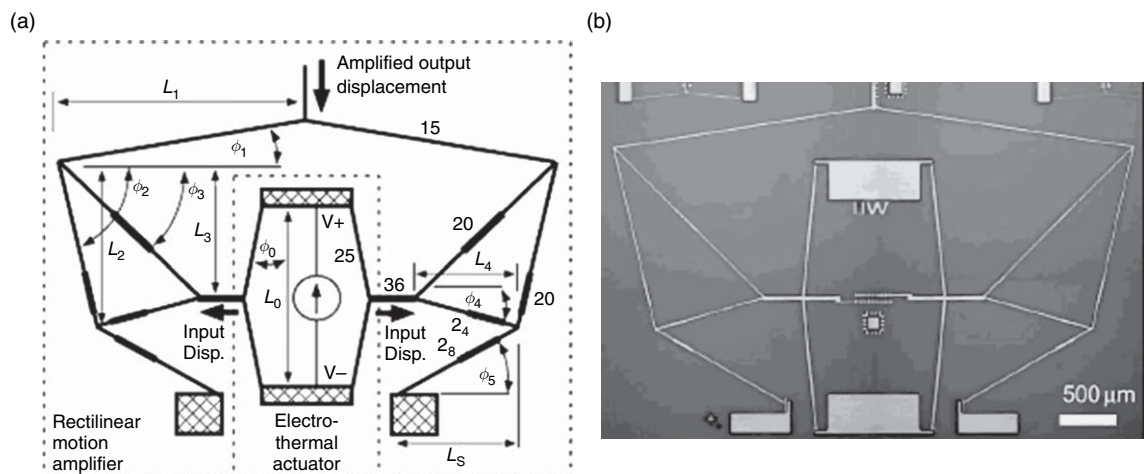 (a)
Amplified output
displacement
L₁
15
ϕ₁
ϕ₂
ϕ₃
L₂
L₃
V+
20
ϕ₀
25
L₄
L₀
36
ϕ₄
20
Input
Disp.
Input
Disp.
2₄
2₈
ϕ₅
V−
Rectilinear
motion
amplifier
Electro-
thermal
actuator
L_S
(b)
UW
500 μm